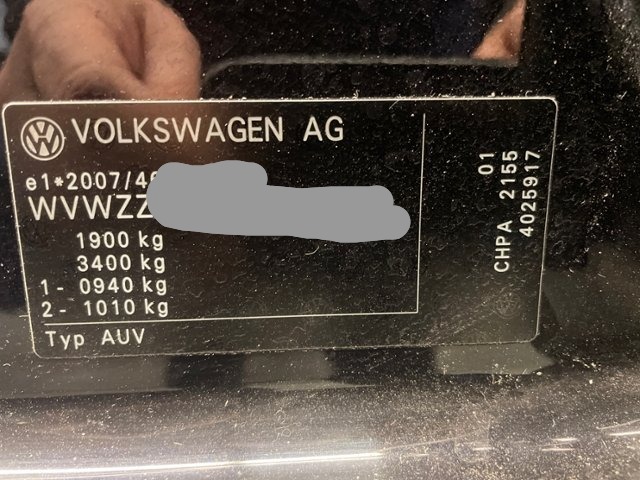 VOLKSWAGEN AG
e1*2007/46
WVWZZ
1900 kg
3400 kg
1- 0940 kg
2- 1010 kg
Typ AUV
01
CHPA 2155
4025917